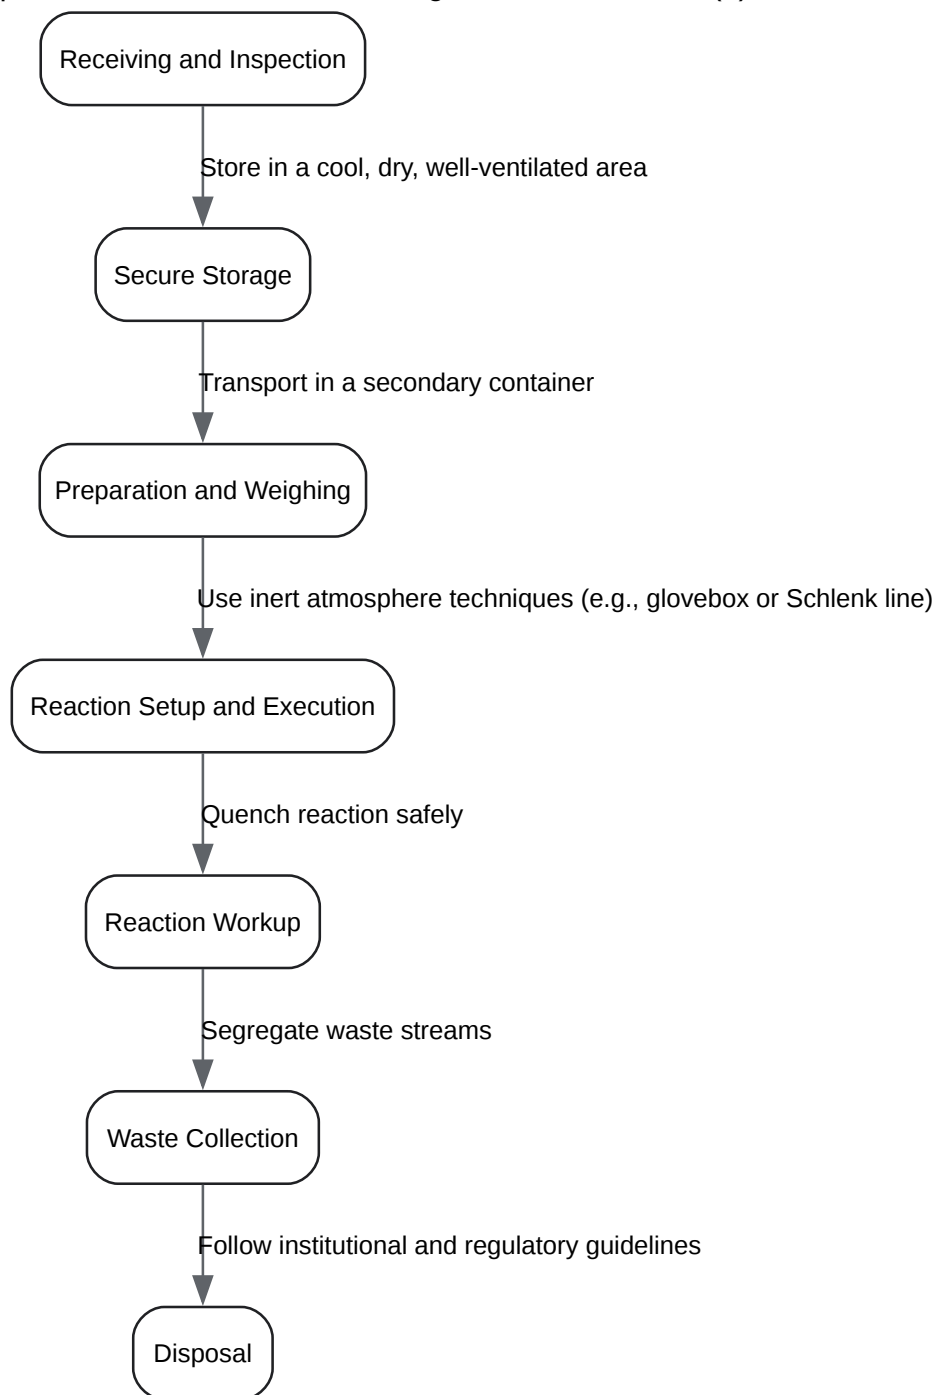 Receiving and Inspection
Store in a cool, dry, well-ventilated area
Secure Storage
Transport in a secondary container
Preparation and Weighing
Use inert atmosphere techniques (e.g., glovebox or Schlenk line)
Reaction Setup and Execution
Quench reaction safely
Reaction Workup
Segregate waste streams
Waste Collection
Follow institutional and regulatory guidelines
Disposal